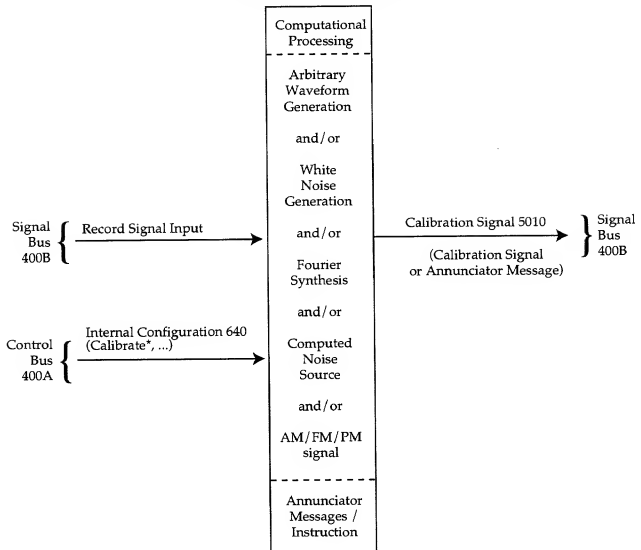 Computational
Processing
Arbitrary
Waveform
Generation
and/or
White
Noise
Generation
and/or
Fourier
Synthesis
and/or
Computed
Noise
Source
and/or
AM/FM/PM
signal
Annunciator
Messages /
Instruction
Signal
Bus
400B
Record Signal Input
Control
Bus
400A
Internal Configuration 640
(Calibrate*, ...)
Calibration Signal 5010
(Calibration Signal
or Annunciator Message)
Signal
Bus
400B